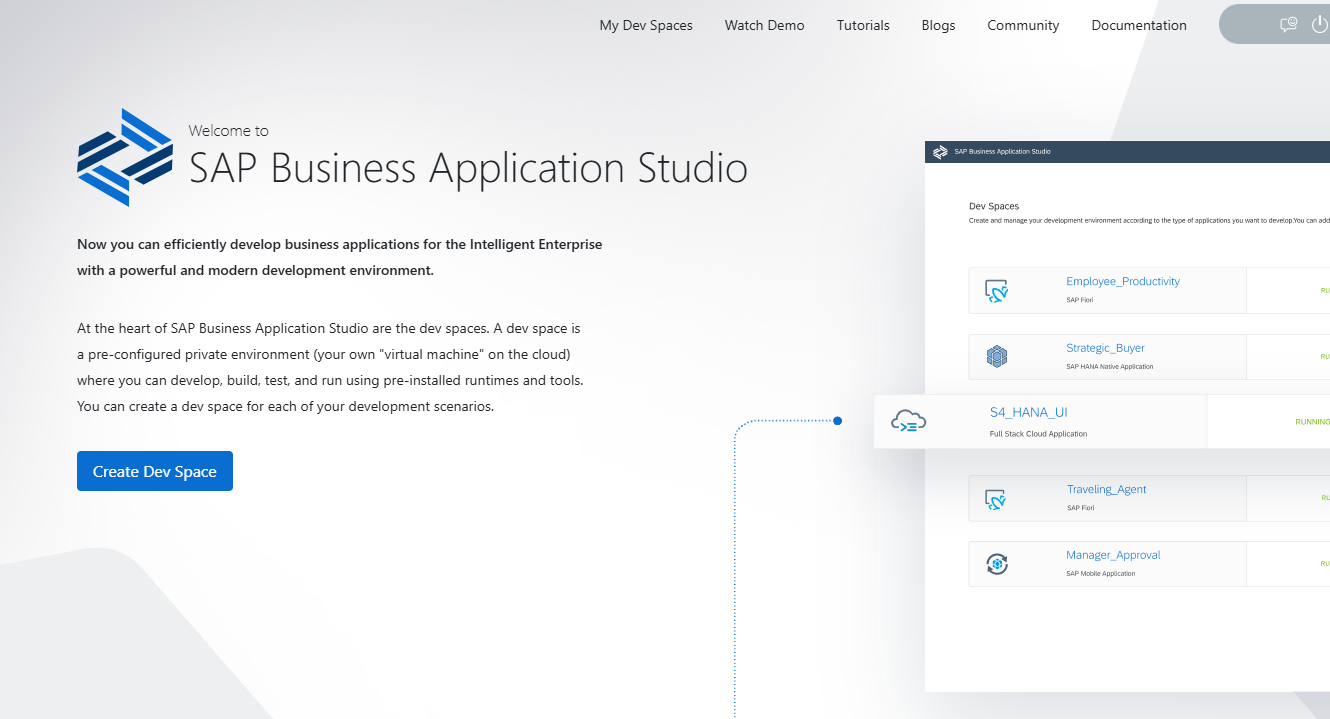 My Dev Spaces Watch Demo Tutorials Blogs Community Documentation
Welcome to
SAP Business Application Studio
Now you can efficiently develop business applications for the Intelligent Enterprise
with a powerful and modern development environment.
At the heart of SAP Business Application Studio are the dev spaces. A dev space is
a pre-configured private environment (your own "virtual machine" on the cloud)
where you can develop, build, test, and run using pre-installed runtimes and tools.
You can create a dev space for each of your development scenarios.
Create Dev Space
SAP Business Application Studio
Dev Spaces
Create and manage your development environment according to the type of applications you want to develop.You can add
Employee_Productivity
SAP Fiori
RU
Strategic_Buyer
SAP HANA Native Application
RU
S4_HANA_UI
Full Stack Cloud Application
RUNNING
Traveling_Agent
SAP Fiori
RU
Manager_Approval
SAP Mobile Application
RU